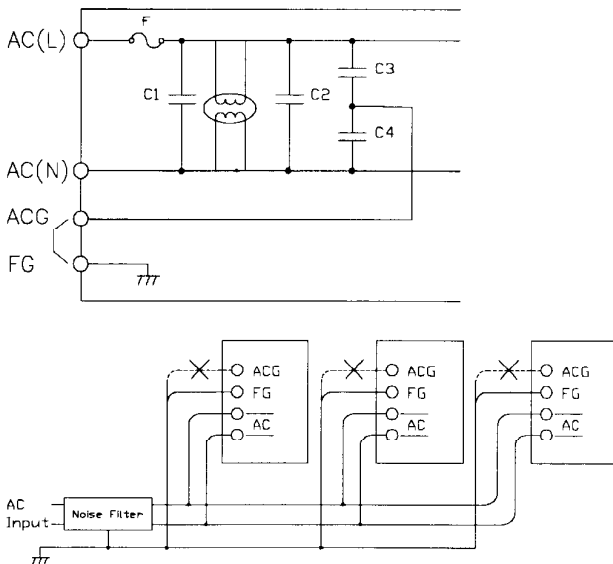 F
AC(L)
C1
C2
C3
C4
AC(N)
ACG
FG
ACG
FG
AC
ACG
FG
AC
ACG
FG
AC
AC
Input
Noise Filter